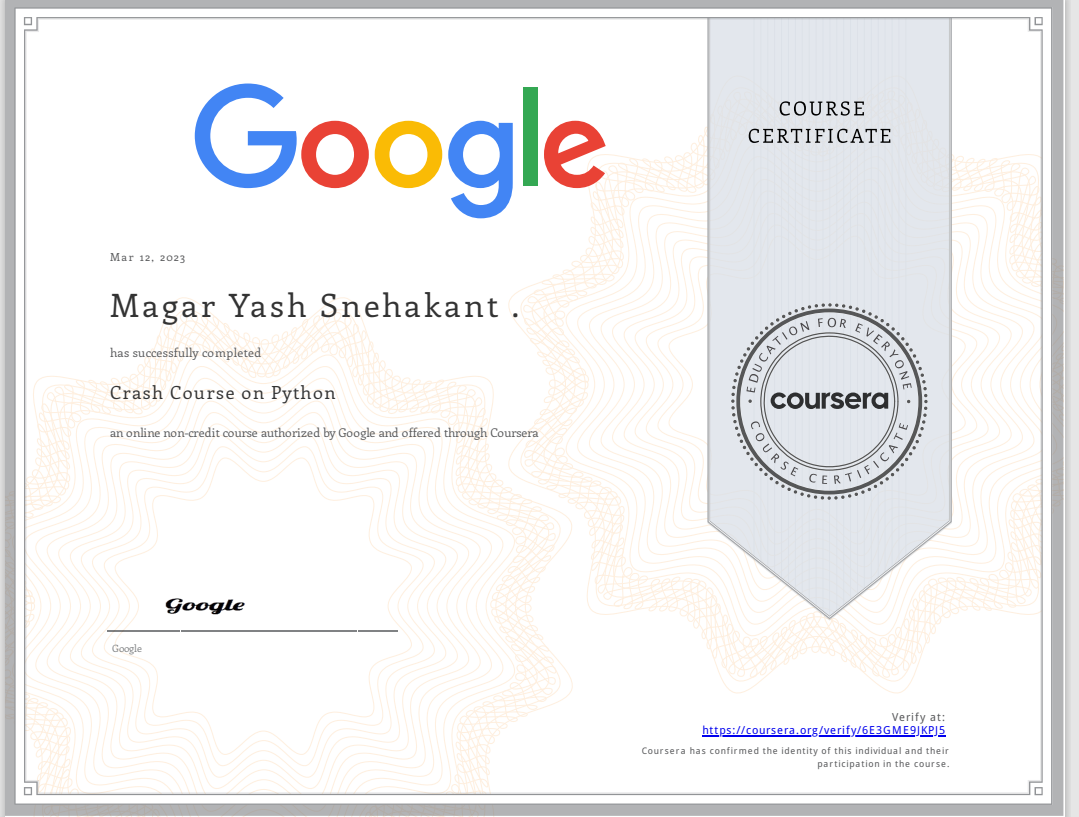 Google
COURSE
CERTIFICATE
Mar 12, 2023
Magar Yash Snehakant .
has successfully completed
Crash Course on Python
an online non-credit course authorized by Google and offered through Coursera
EDUCATION FOR EVERYONE
coursera
COURSE CERTIFICATE
Google
Google
Verify at:
https://coursera.org/verify/6E3GME9JKPJ5
Coursera has confirmed the identity of this individual and their
participation in the course.